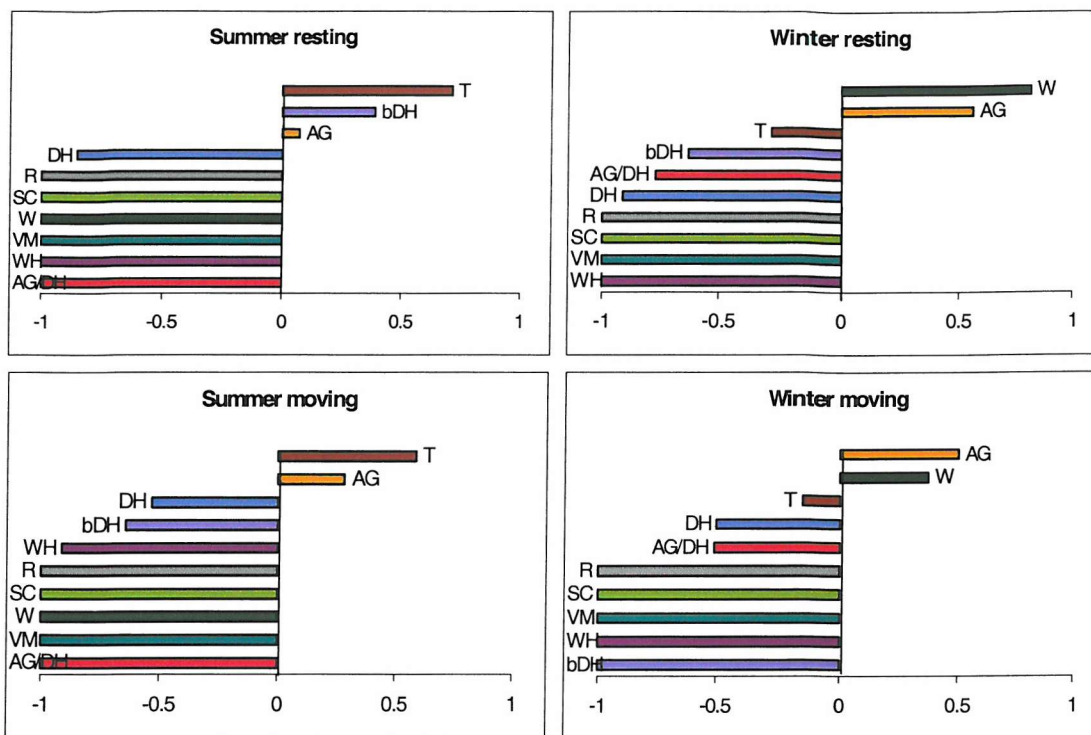 Summer resting
T
bDH
AG
DH
R
SC
W
VM
WH
AG/DH
-1 -0.5 0 0.5 1
Winter resting
W
AG
T
bDH
AG/DH
DH
R
SC
VM
WH
-1 -0.5 0 0.5 1
Summer moving
T
AG
DH
bDH
WH
R
SC
W
VM
AG/DH
-1 -0.5 0 0.5 1
Winter moving
AG
W
T
DH
AG/DH
R
SC
VM
WH
bDH
-1 -0.5 0 0.5 1